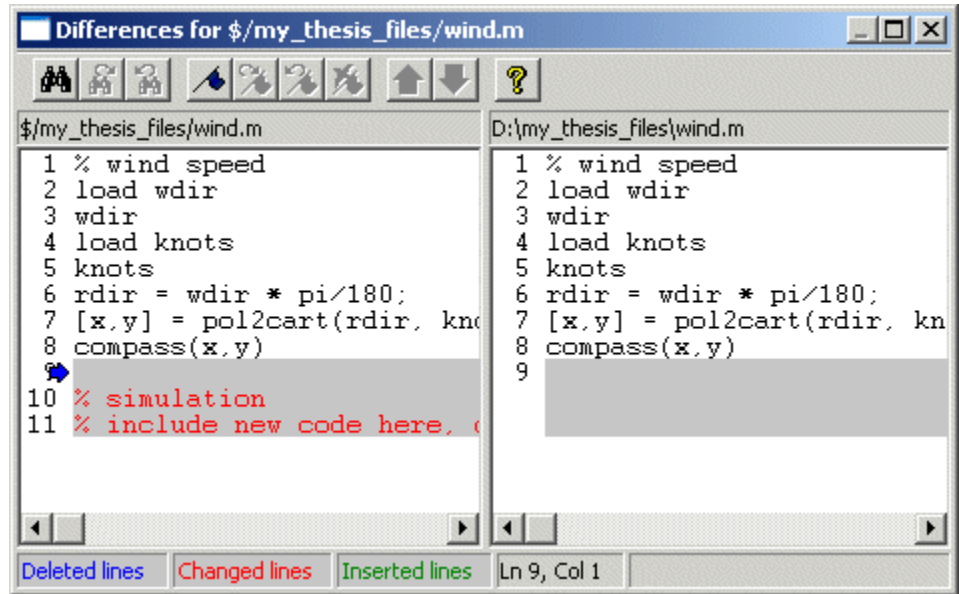 Differences for $/my_thesis_files/wind.m
$/my_thesis_files/wind.m
1 % wind speed
2 load wdir
3 wdir
4 load knots
5 knots
6 rdir = wdir * pi/180;
7 [x,y] = pol2cart(rdir, kn
8 compass(x,y)
9
10 % simulation
11 % include new code here,
D:\my_thesis_files\wind.m
1 % wind speed
2 load wdir
3 wdir
4 load knots
5 knots
6 rdir = wdir * pi/180;
7 [x,y] = pol2cart(rdir, kn
8 compass(x,y)
9
Deleted lines Changed lines Inserted lines Ln 9, Col 1